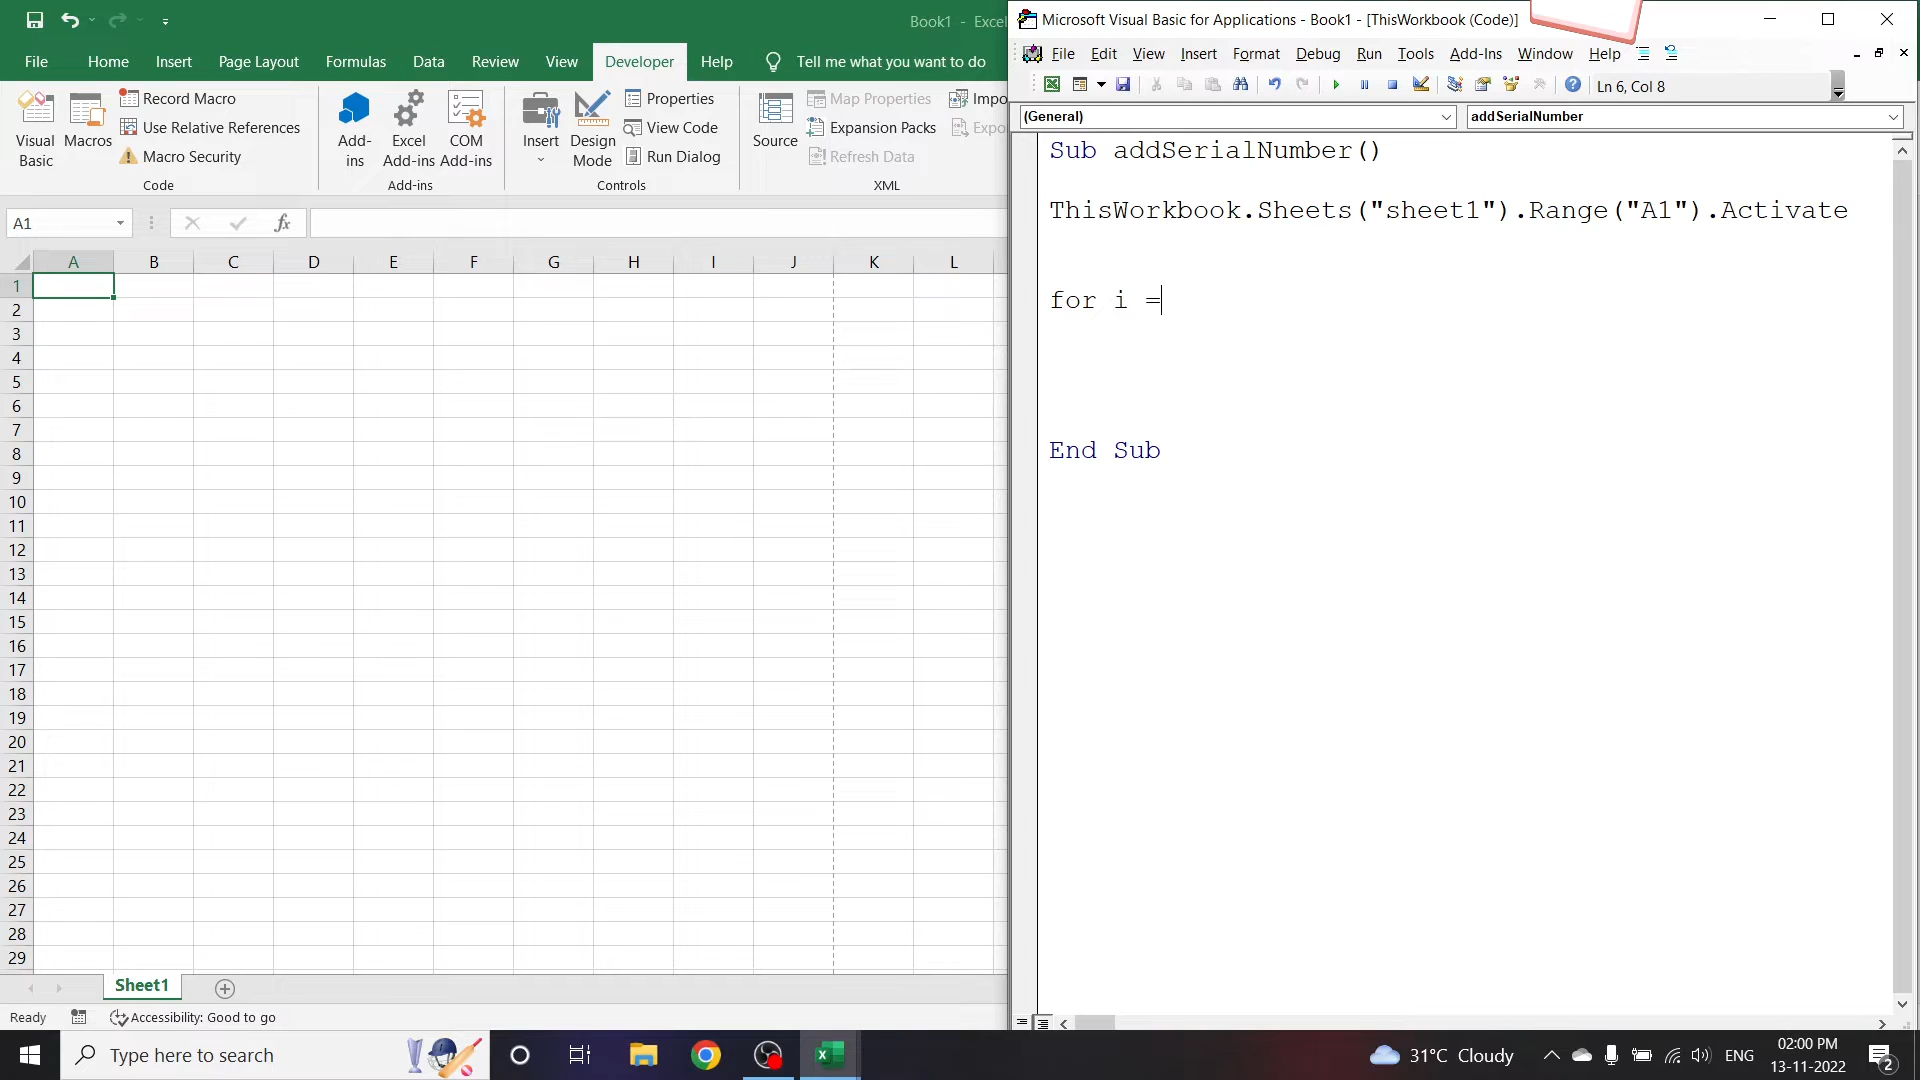 Book1 - Exce
File Home Insert Page Layout Formulas Data Review View Developer Help Tell me what you want to do
Visual Basic
Macros
Record Macro
Use Relative References
Macro Security
Code
Add-ins
Excel Add-ins
COM Add-ins
Add-ins
Insert
Design Mode
Properties
View Code
Run Dialog
Controls
Source
Map Properties
Expansion Packs
Refresh Data
Impo
Expo
XML
A1
fx
A B C D E F G H I J K L
1
2
3
4
5
6
7
8
9
10
11
12
13
14
15
16
17
18
19
20
21
22
23
24
25
26
27
28
29
Sheet1
Ready Accessibility: Good to go
Microsoft Visual Basic for Applications - Book1 - [ThisWorkbook (Code)]
File Edit View Insert Format Debug Run Tools Add-Ins Window Help
Ln 6, Col 8
(General) addSerialNumber
Sub addSerialNumber()
ThisWorkbook.Sheets("sheet1").Range("A1").Activate
for i =
End Sub
Type here to search
31°C Cloudy
ENG
02:00 PM
13-11-2022
2